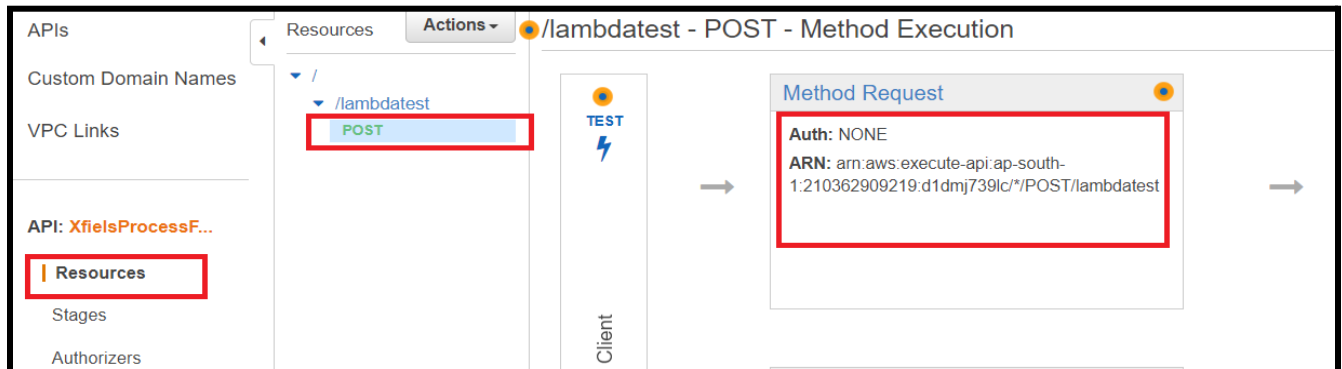 APIs
Custom Domain Names
VPC Links
API: XfielsProcessF...
Resources
Stages
Authorizers
Resources
Actions
/
/lambdatest
POST
/lambdatest - POST - Method Execution
TEST
Client
Method Request
Auth: NONE
ARN: arn:aws:execute-api:ap-south-
1:210362909219:d1dmj739lc/*/POST/lambdatest